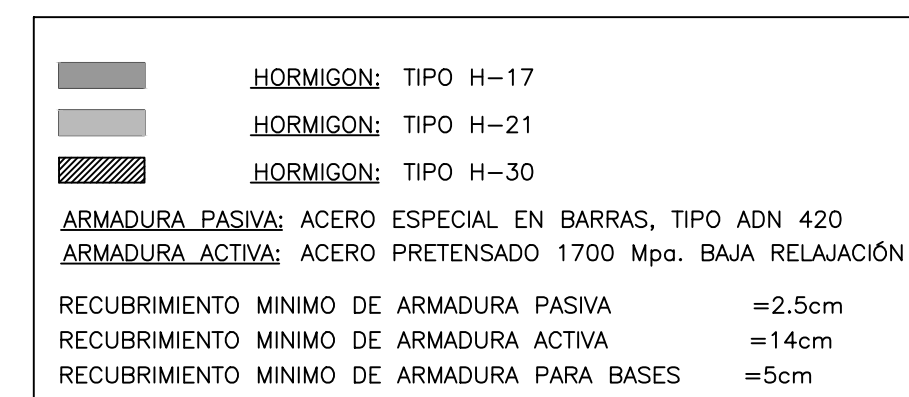 HORMIGON: TIPO H-17
HORMIGON: TIPO H-21
HORMIGON: TIPO H-30
ARMADURA PASIVA: ACERO ESPECIAL EN BARRAS, TIPO ADN 420
ARMADURA ACTIVA: ACERO PRETENSADO 1700 Mpa. BAJA RELAJACIÓN
RECUBRIMIENTO MINIMO DE ARMADURA PASIVA =2.5cm
RECUBRIMIENTO MINIMO DE ARMADURA ACTIVA =14cm
RECUBRIMIENTO MINIMO DE ARMADURA PARA BASES =5cm